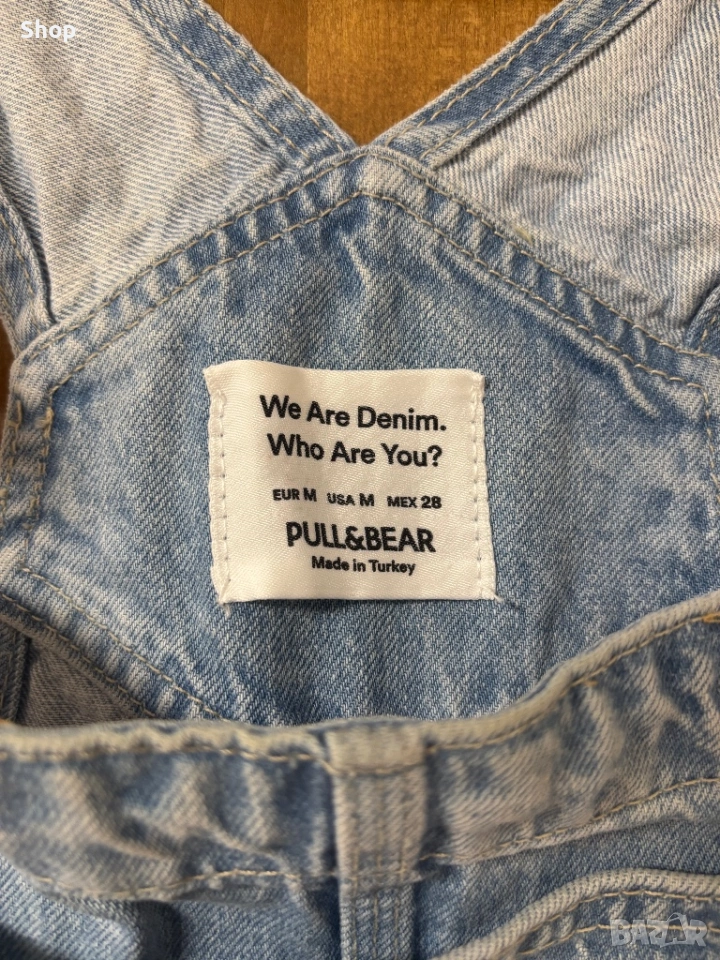 Shop
We Are Denim.
Who Are You?
EUR M USA M MEX 28
PULL&BEAR
Made in Turkey
BAZAR